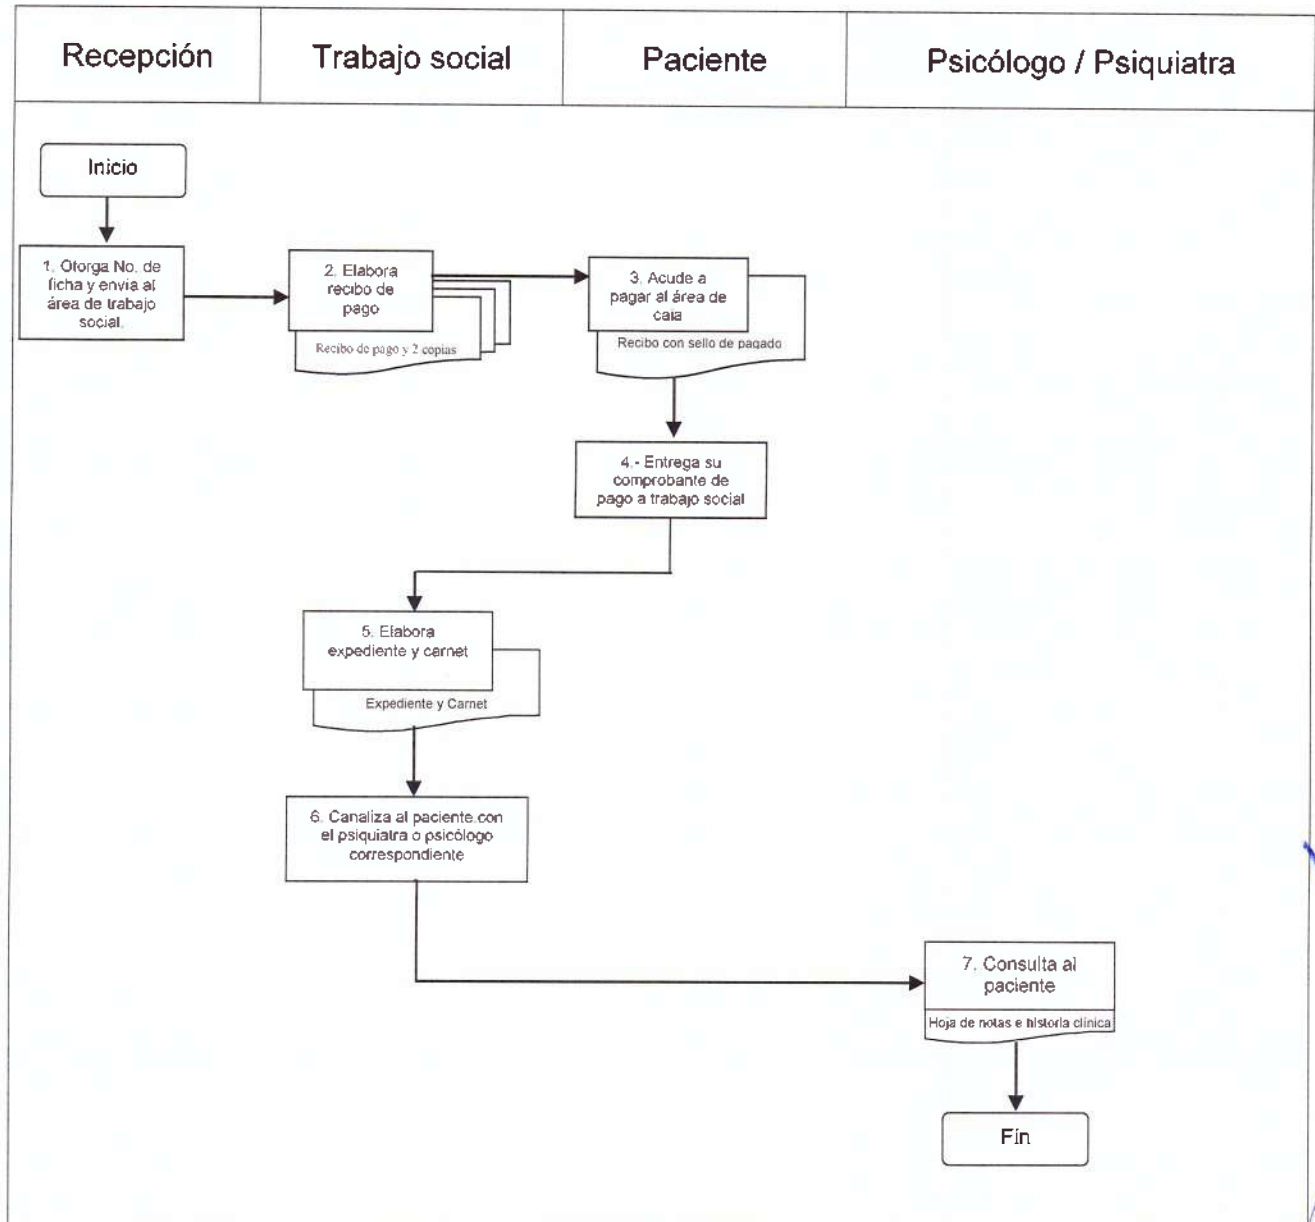 Recepción
Trabajo social
Paciente
Psicólogo / Psiquiatra
Inicio
1. Otorga No. de
ficha y envia al
área de trabajo
social.
2. Elabora
recibo de
pago
Recibo de pago y 2 copias
3. Acude a
pagar al área de
caja
Recibo con sello de pagado
4.- Entrega su
comprobante de
pago a trabajo social
5. Elabora
expediente y carnet
Expediente y Carnet
6. Canaliza al paciente con
el psiquiatra o psicólogo
correspondiente
7. Consulta al
paciente
Hoja de notas e historia clínica
Fín